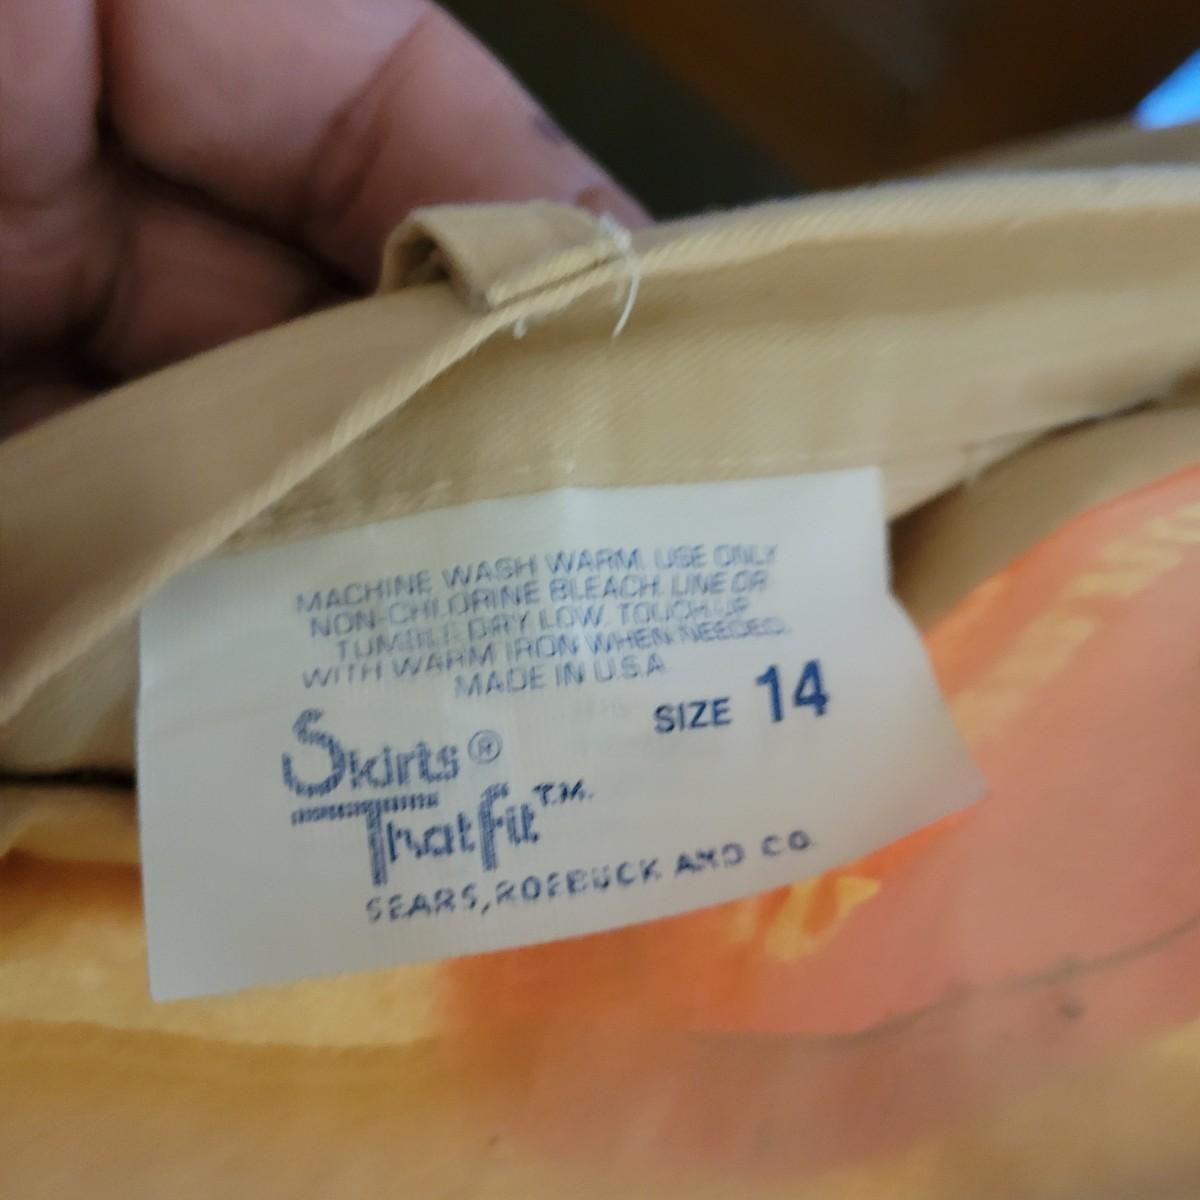 MACHINE WASH WARM. USE ONLY
NON-CHLORINE BLEACH. LINE OR
TUMBLE DRY LOW. TOUCH UP
WITH WARM IRON WHEN NEEDED.
MADE IN U.S.A.
SIZE 14
Skirts®
That fit T.M.
SEARS, ROEBUCK AND CO.